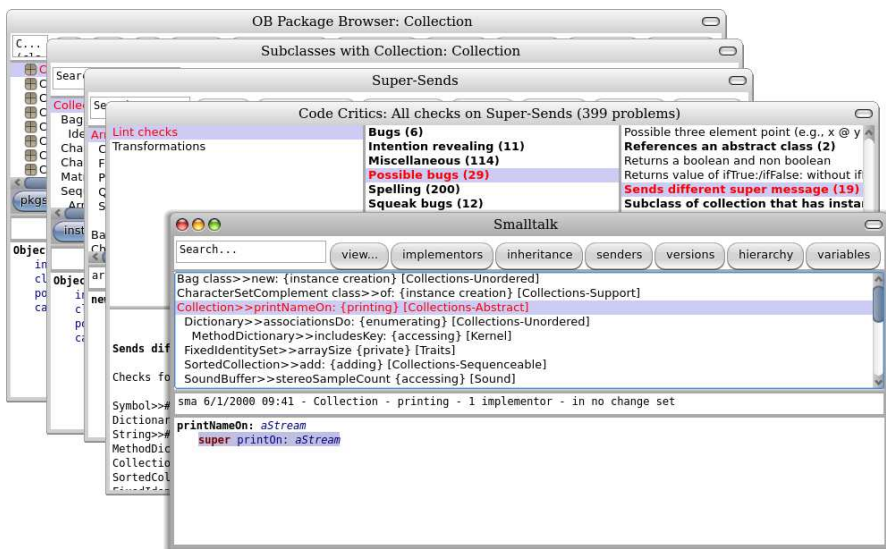 OB Package Browser: Collection
C...
Subclasses with Collection: Collection
Super-Sends
Code Critics: All checks on Super-Sends (399 problems)
Lint checks
Transformations
Bugs (6)
Intention revealing (11)
Miscellaneous (114)
Possible bugs (29)
Spelling (200)
Squeak bugs (12)
Possible three element point (e.g., x @ y
References an abstract class (2)
Returns a boolean and non boolean
Returns value of ifTrue:/ifFalse: without if
Sends different super message (19)
Subclass of collection that has insta
pkgs
inst
Sends dif
Checks fo
Symbol>>#
Dictionar
String>>#
MethodDic
Collectio
SortedCol
Smalltalk
Search...
view...
implementors
inheritance
senders
versions
hierarchy
variables
Bag class>>new: {instance creation} [Collections-Unordered]
CharacterSetComplement class>>of: {instance creation} [Collections-Support]
Collection>>printNameOn: {printing} [Collections-Abstract]
Dictionary>>associationsDo: {enumerating} [Collections-Unordered]
MethodDictionary>>includesKey: {accessing} [Kernel]
FixedIdentitySet>>arraySize {private} [Traits]
SortedCollection>>add: {adding} [Collections-Sequenceable]
SoundBuffer>>stereoSampleCount {accessing} [Sound]
sma 6/1/2000 09:41 - Collection - printing - 1 implementor - in no change set
printNameOn: aStream
super printOn: aStream